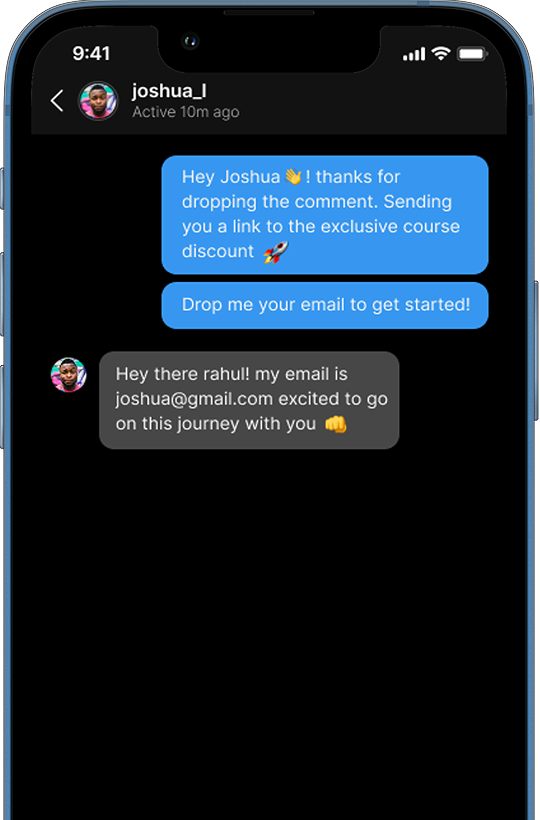 9:41
joshua_l
Active 10m ago
Hey Joshua👋! thanks for
dropping the comment. Sending
you a link to the exclusive course
discount 🚀
Drop me your email to get started!
Hey there rahul! my email is
joshua@gmail.com excited to go
on this journey with you 👊